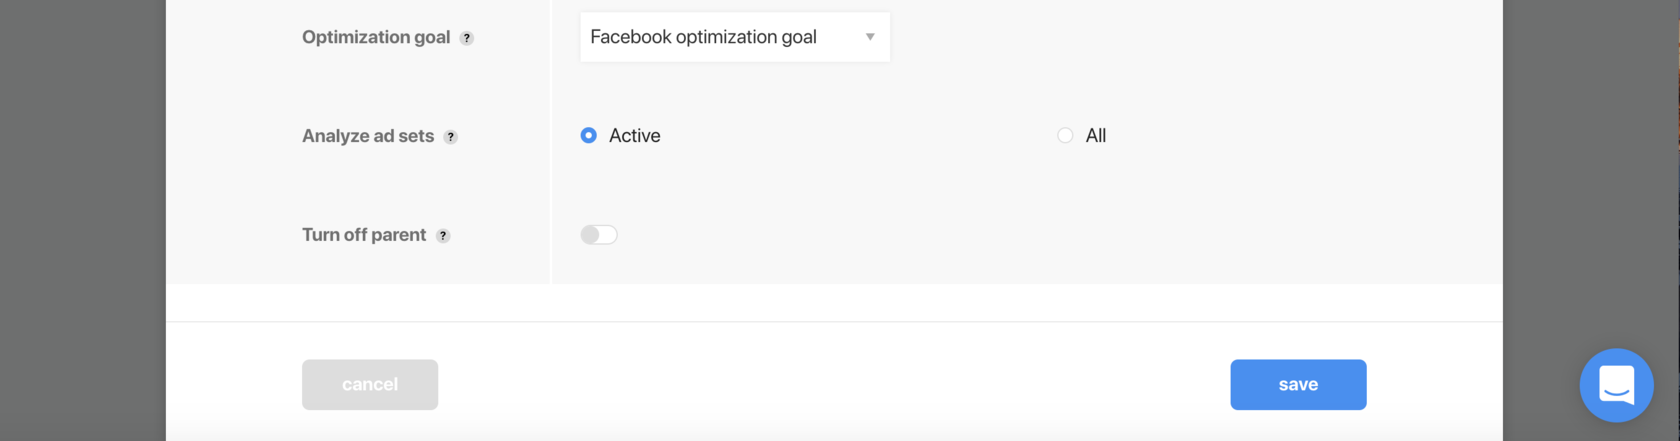 Optimization goal ?
Facebook optimization goal
Analyze ad sets ?
Active
All
Turn off parent ?
cancel
save